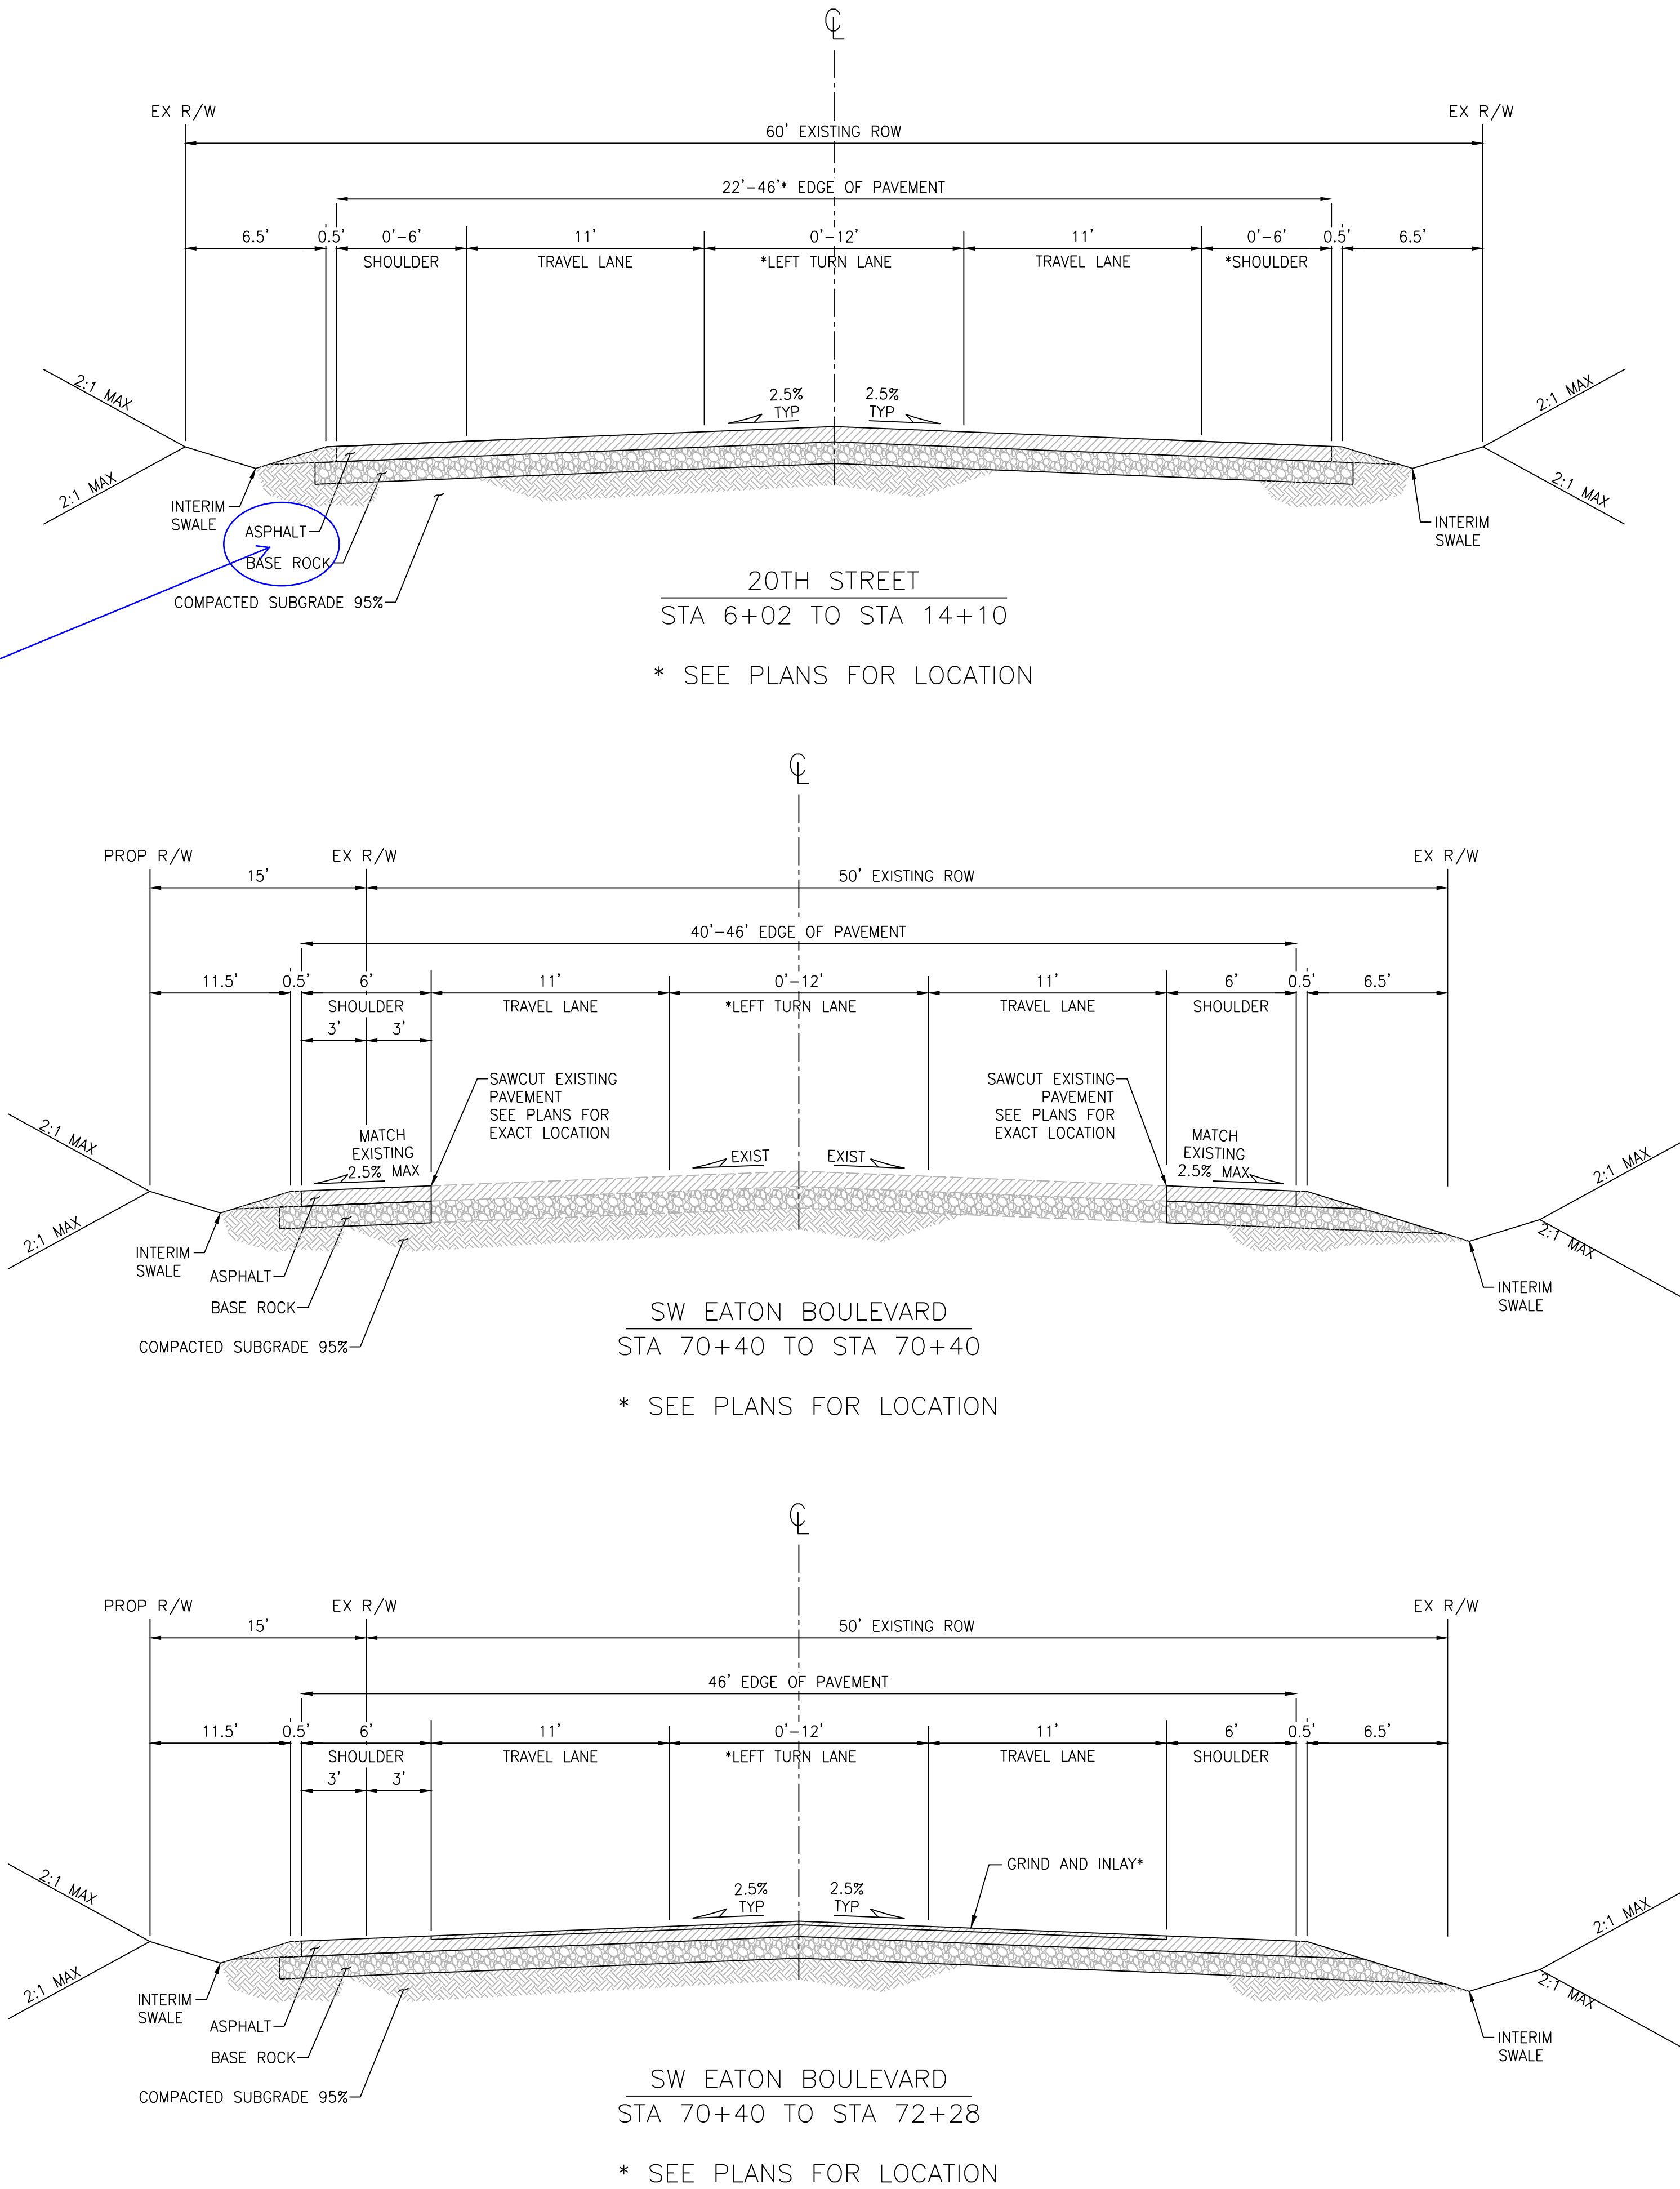 CL
EX R/W
EX R/W
60' EXISTING ROW
22'-46'* EDGE OF PAVEMENT
6.5' 0.5' 0'-6' 11' 0'-12' 11' 0'-6' 0.5' 6.5'
SHOULDER TRAVEL LANE *LEFT TURN LANE TRAVEL LANE *SHOULDER
2:1 MAX
2:1 MAX
2.5%
TYP
2.5%
TYP
2:1 MAX
2:1 MAX
INTERIM
SWALE
ASPHALT
BASE ROCK
COMPACTED SUBGRADE 95%
INTERIM
SWALE
20TH STREET
STA 6+02 TO STA 14+10
* SEE PLANS FOR LOCATION
CL
PROP R/W
EX R/W
EX R/W
15'
50' EXISTING ROW
40'-46' EDGE OF PAVEMENT
11.5' 0.5' 6' 11' 0'-12' 11' 6' 0.5' 6.5'
SHOULDER TRAVEL LANE *LEFT TURN LANE TRAVEL LANE SHOULDER
3' 3'
SAWCUT EXISTING
PAVEMENT
SEE PLANS FOR
EXACT LOCATION
SAWCUT EXISTING
PAVEMENT
SEE PLANS FOR
EXACT LOCATION
2:1 MAX
2:1 MAX
MATCH
EXISTING
2.5% MAX
EXIST
EXIST
MATCH
EXISTING
2.5% MAX
2:1 MAX
2:1 MAX
INTERIM
SWALE
ASPHALT
BASE ROCK
COMPACTED SUBGRADE 95%
INTERIM
SWALE
SW EATON BOULEVARD
STA 70+40 TO STA 70+40
* SEE PLANS FOR LOCATION
CL
PROP R/W
EX R/W
EX R/W
15'
50' EXISTING ROW
46' EDGE OF PAVEMENT
11.5' 0.5' 6' 11' 0'-12' 11' 6' 0.5' 6.5'
SHOULDER TRAVEL LANE *LEFT TURN LANE TRAVEL LANE SHOULDER
3' 3'
GRIND AND INLAY*
2:1 MAX
2:1 MAX
2.5%
TYP
2.5%
TYP
2:1 MAX
2:1 MAX
INTERIM
SWALE
ASPHALT
BASE ROCK
COMPACTED SUBGRADE 95%
INTERIM
SWALE
SW EATON BOULEVARD
STA 70+40 TO STA 72+28
* SEE PLANS FOR LOCATION